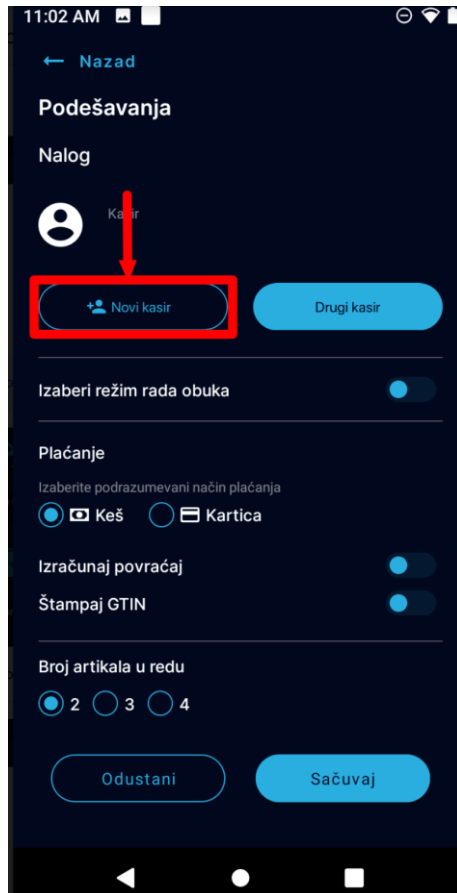 11:02 AM
← Nazad
Podešavanja
Nalog
Kasir
Novi kasir
Drugi kasir
Izaberi režim rada obuka
Plaćanje
Izaberite podrazumevani način plaćanja
Keš Kartica
Izračunaj povraćaj
Štampaj GTIN
Broj artikala u redu
2 3 4
Odustani
Sačuvaj